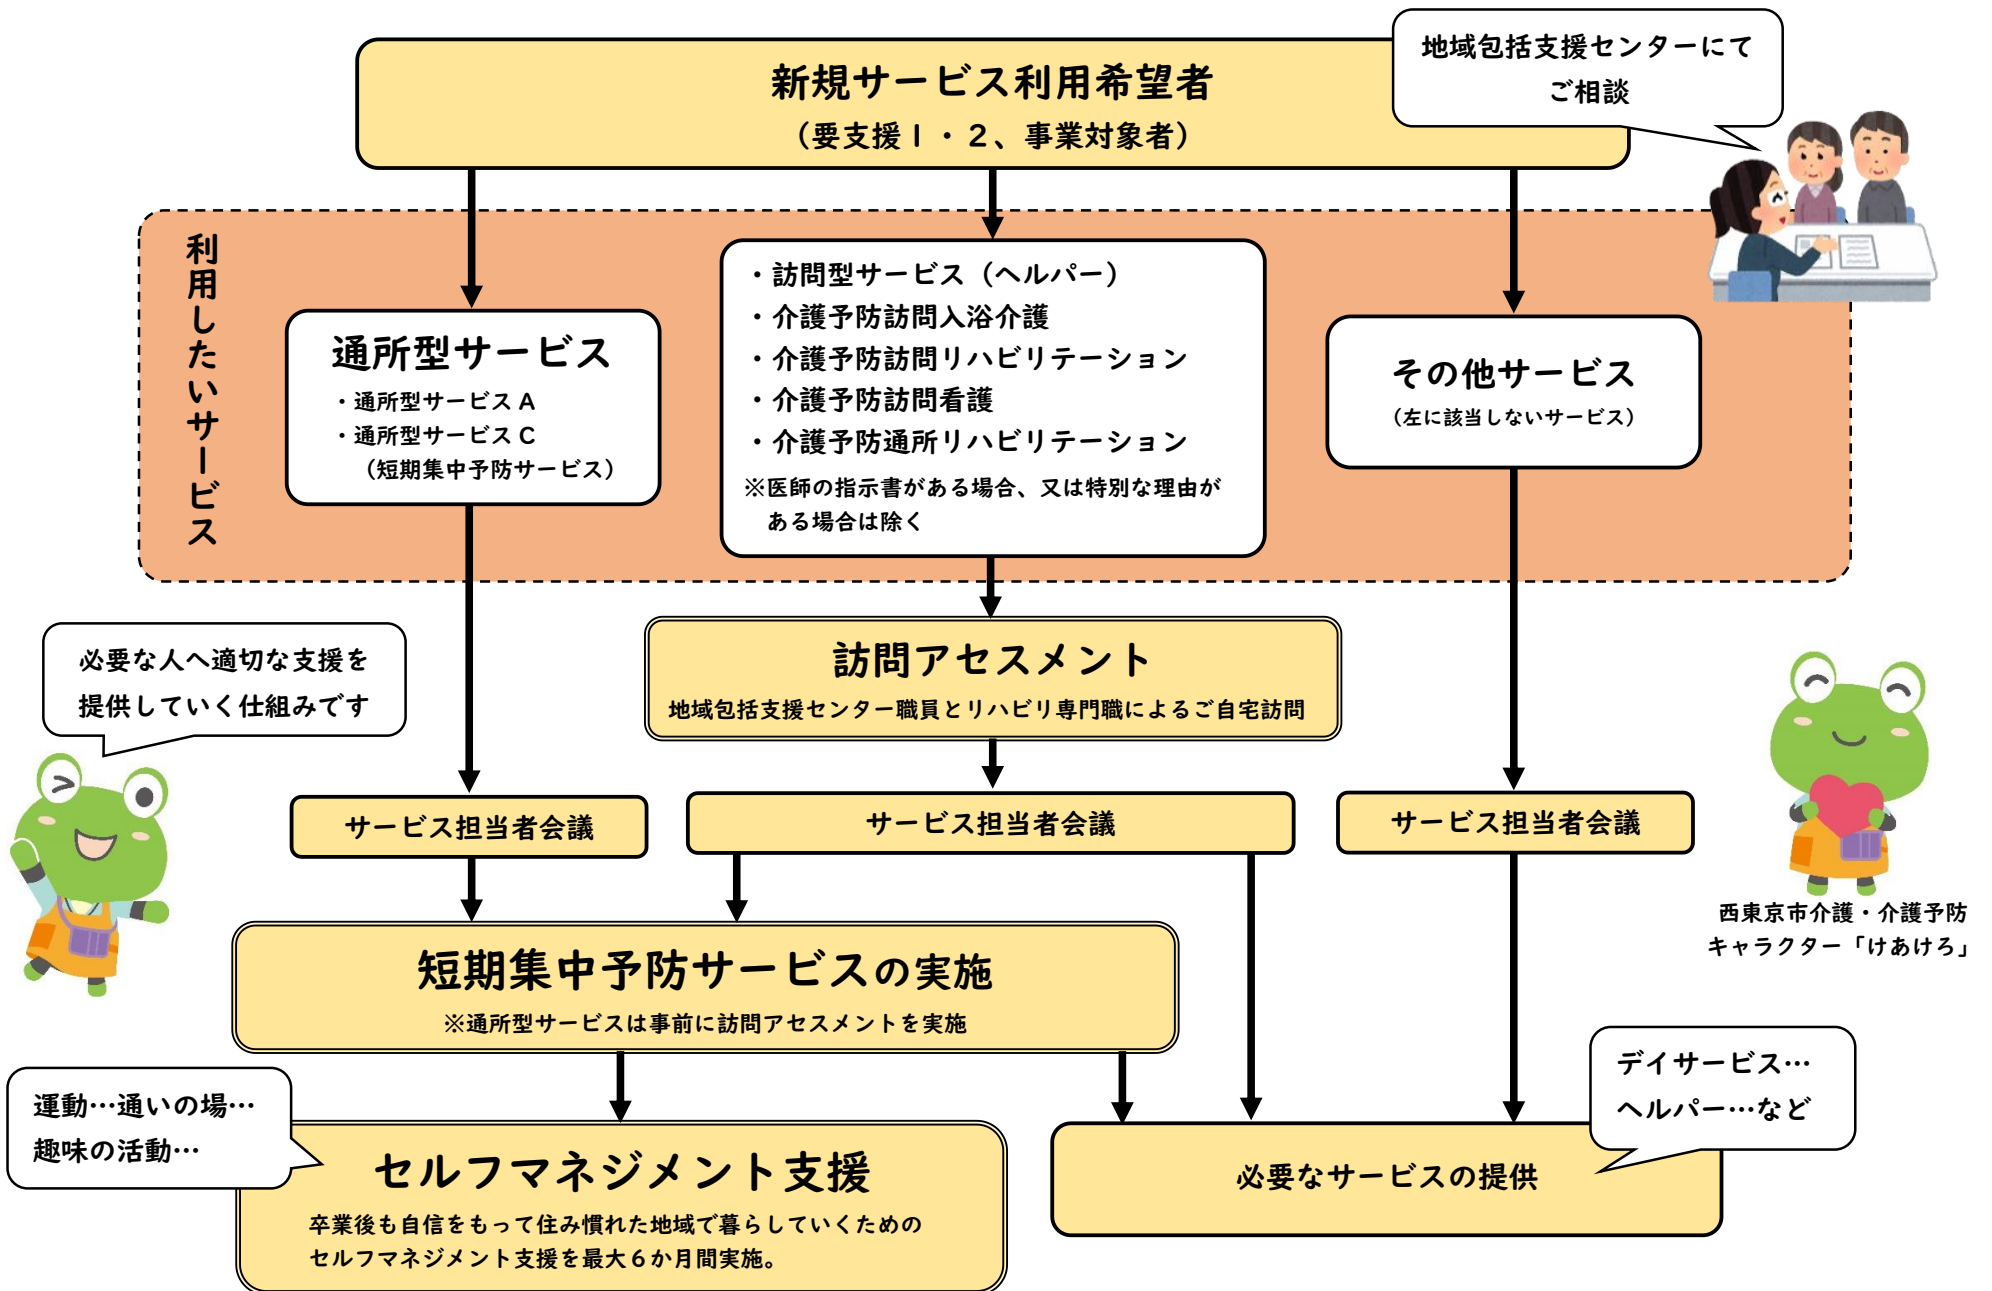 新規サービス利用希望者
（要支援１・２、事業対象者）
地域包括支援センターにて
ご相談
利用したいサービス
通所型サービス
・通所型サービスA
・通所型サービスC
（短期集中予防サービス）
・訪問型サービス（ヘルパー）
・介護予防訪問入浴介護
・介護予防訪問リハビリテーション
・介護予防訪問看護
・介護予防通所リハビリテーション
※医師の指示書がある場合、又は特別な理由が
ある場合は除く
その他サービス
（左に該当しないサービス）
必要な人へ適切な支援を
提供していく仕組みです
訪問アセスメント
地域包括支援センター職員とリハビリ専門職によるご自宅訪問
サービス担当者会議
サービス担当者会議
サービス担当者会議
西東京市介護・介護予防
キャラクター「けあけろ」
短期集中予防サービスの実施
※通所型サービスは事前に訪問アセスメントを実施
運動…通いの場…
趣味の活動…
セルフマネジメント支援
卒業後も自信をもって住み慣れた地域で暮らしていくための
セルフマネジメント支援を最大６か月間実施。
デイサービス…
ヘルパー…など
必要なサービスの提供